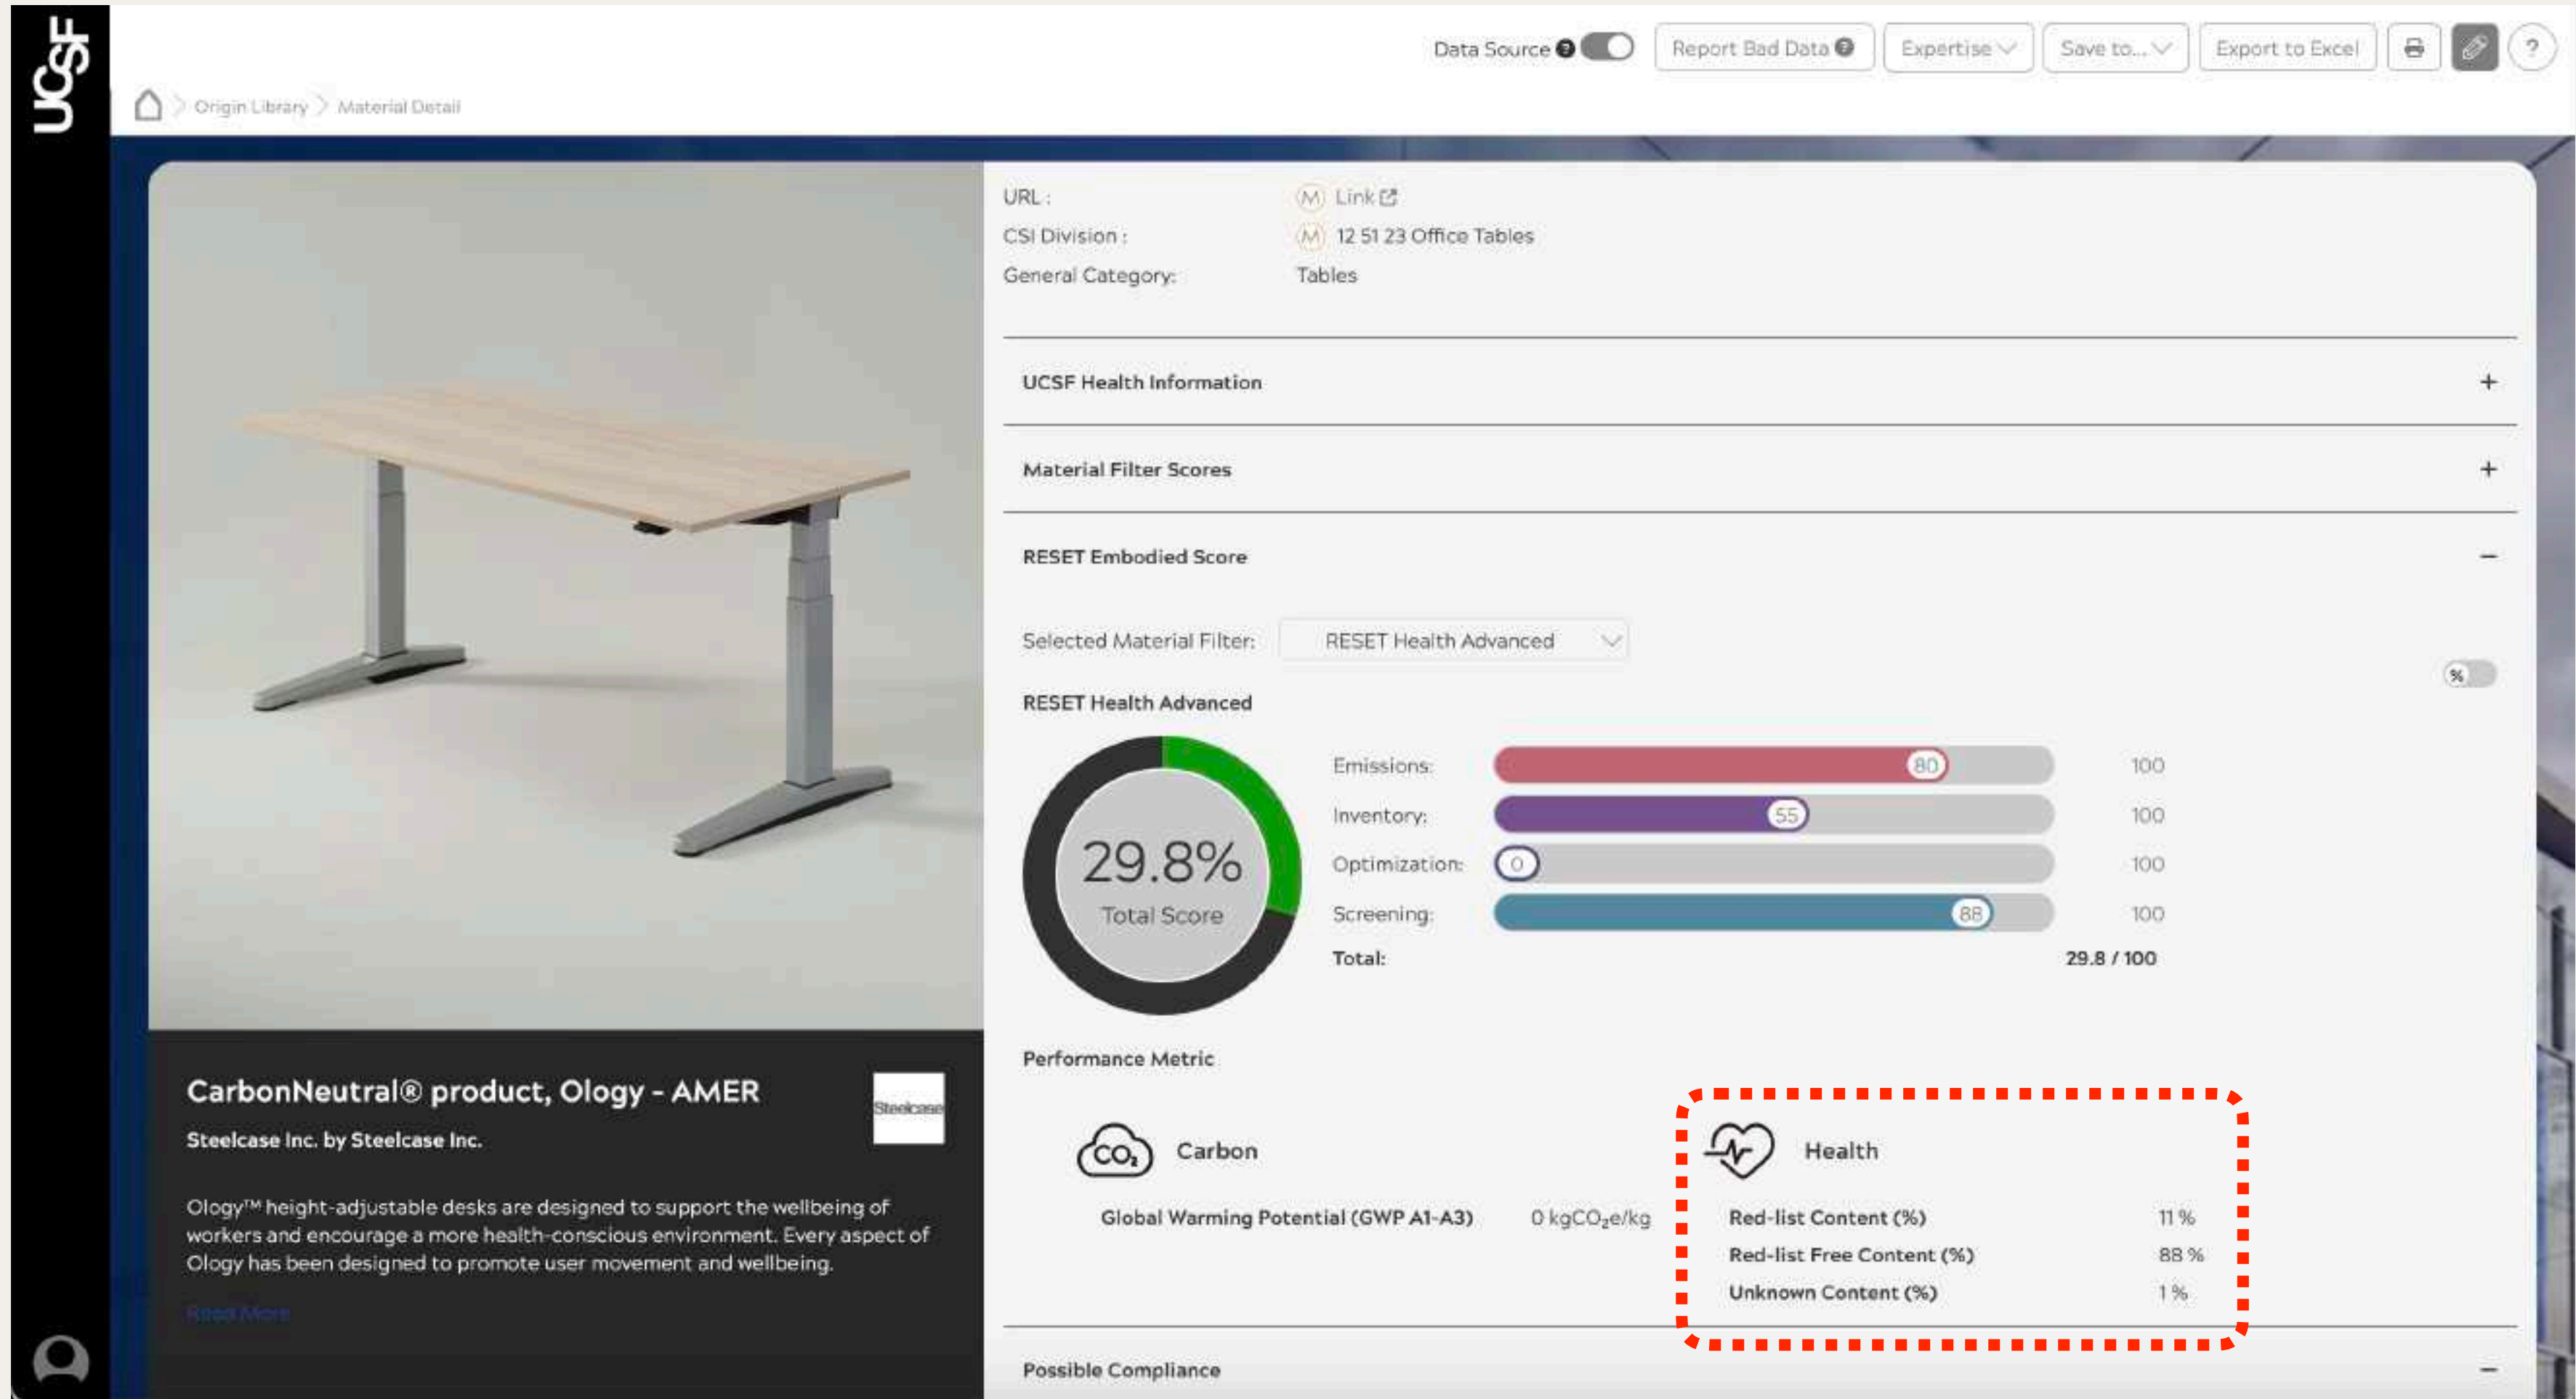 UCSF
Data Source ? Report Bad Data ? Expertise Save to... Export to Excel ?
Origin Library > Material Detail
URL : M Link
CSI Division : M 12 51 23 Office Tables
General Category: Tables
UCSF Health Information +
Material Filter Scores +
RESET Embodied Score –
Selected Material Filter: RESET Health Advanced
%
RESET Health Advanced
29.8%
Total Score
Emissions: 80 100
Inventory: 55 100
Optimization: 0 100
Screening: 88 100
Total: 29.8 / 100
Performance Metric
CO₂ Carbon
Global Warming Potential (GWP A1-A3) 0 kgCO₂e/kg
Health
Red-list Content (%) 11 %
Red-list Free Content (%) 88 %
Unknown Content (%) 1 %
Possible Compliance –
CarbonNeutral® product, Ology - AMER
Steelcase
Steelcase Inc. by Steelcase Inc.
Ology™ height-adjustable desks are designed to support the wellbeing of
workers and encourage a more health-conscious environment. Every aspect of
Ology has been designed to promote user movement and wellbeing.
Read More